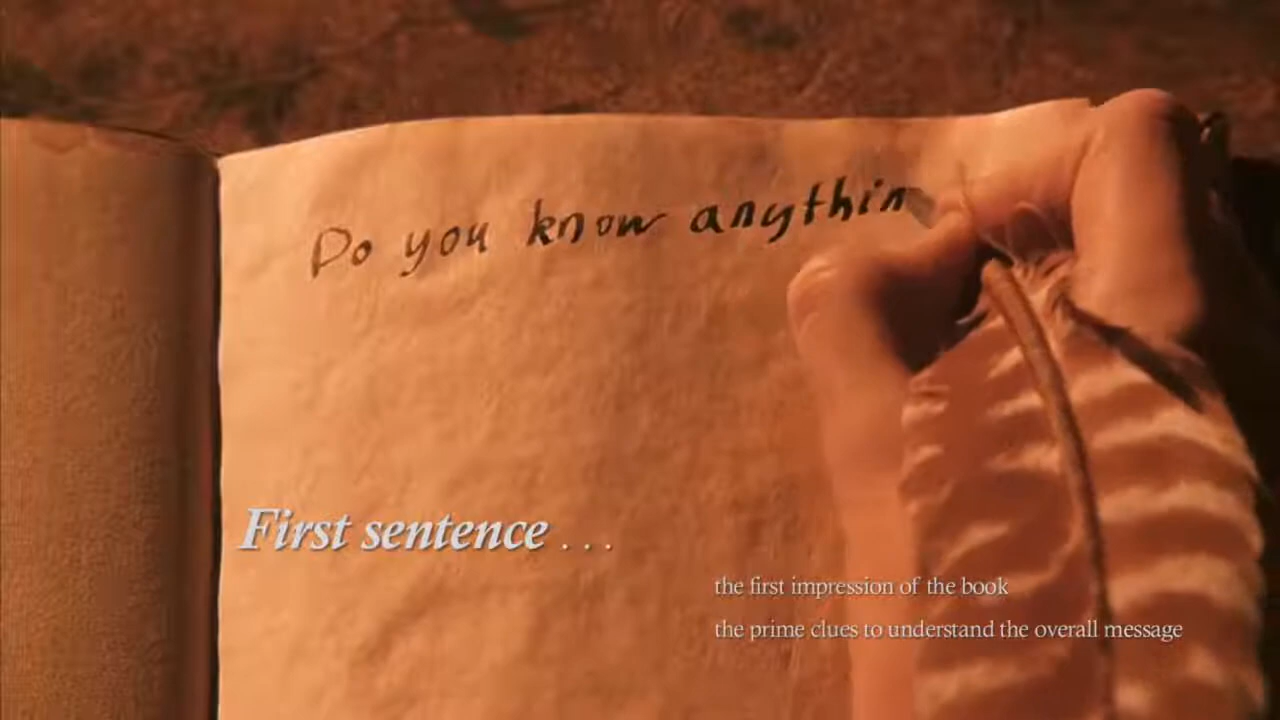 Do you know anythin
First sentence . . .
the first impression of the book
the prime clues to understand the overall message